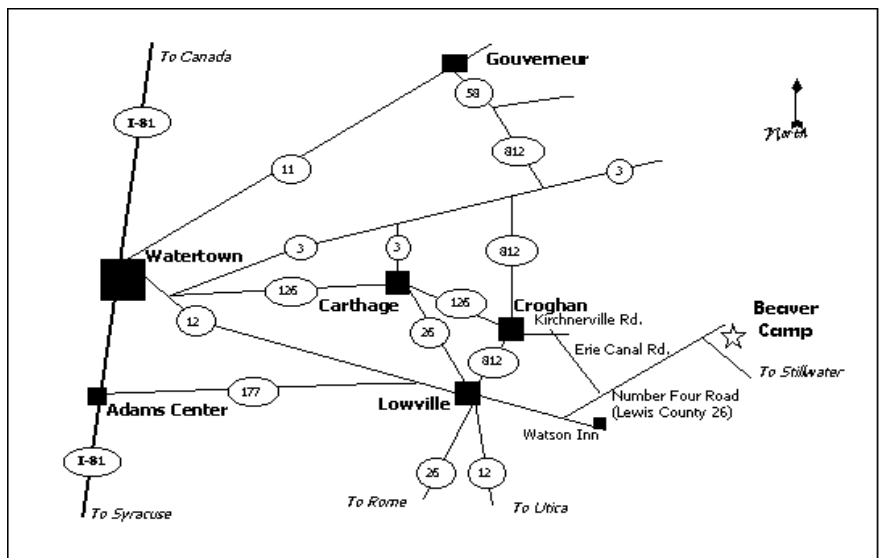 To Canada
Gouverneur
58
I-81
North
812
11
3
Watertown
3
3
812
126
Carthage
126
Croghan
Beaver
Camp
12
26
Kirchnerville Rd.
Erie Canal Rd.
812
To Stillwater
177
Adams Center
Lowville
Number Four Road
(Lewis County 26)
Watson Inn
I-81
26
12
To Rome
To Utica
To Syracuse